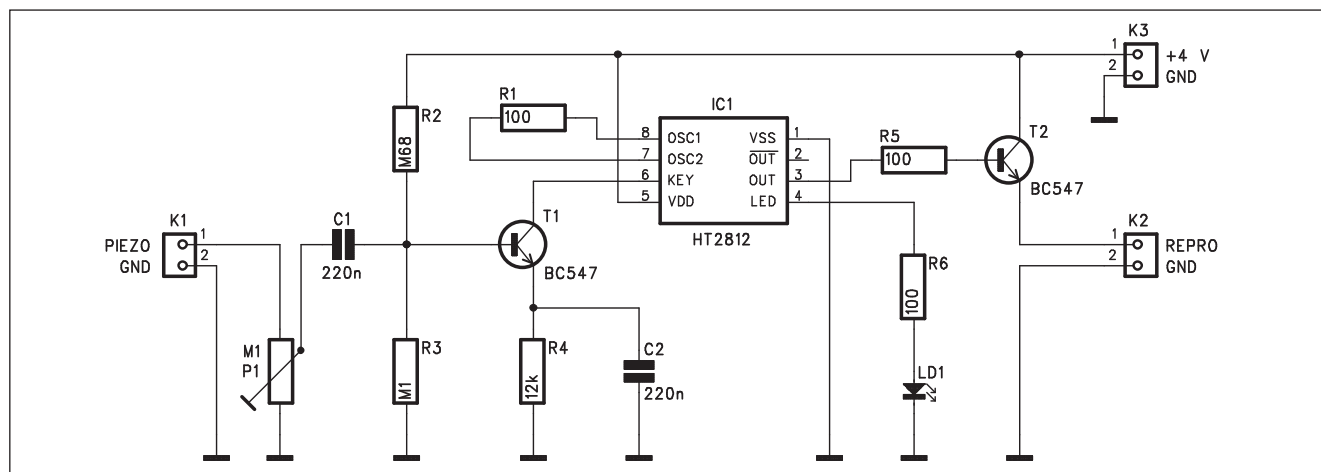 K3
1
+4 V
2
GND
R1
100
R2
M68
IC1
8
OSC1
VSS
1
7
OSC2
OUT
2
6
KEY
OUT
3
5
VDD
LED
4
HT2812
R5
100
T2
BC547
K1
PIEZO
1
GND
2
C1
220n
T1
BC547
K2
1
REPRO
2
GND
R6
100
M1
P1
R3
M1
R4
12k
C2
220n
LD1